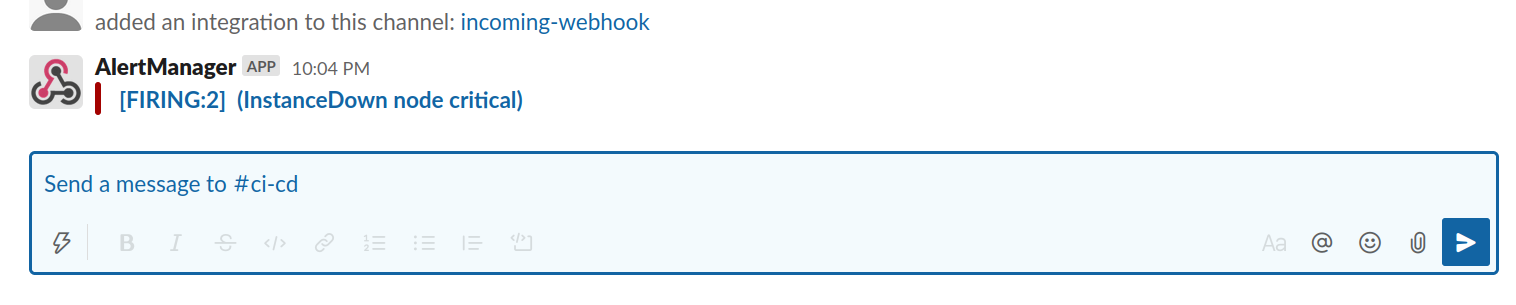 added an integration to this channel: incoming-webhook
AlertManager APP 10:04 PM
[FIRING:2] (InstanceDown node critical)
Send a message to #ci-cd
Aa